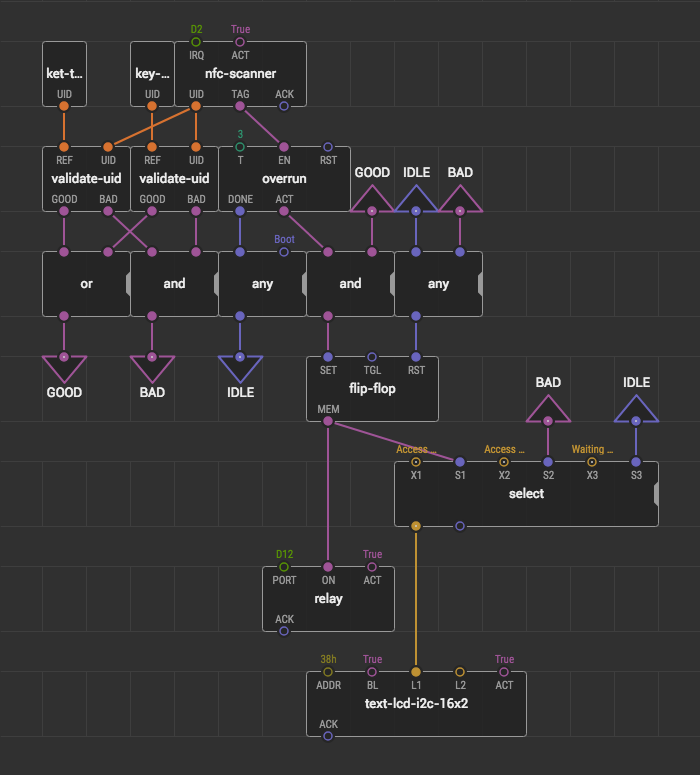 D2 True
IRQ ACT
ket-t... key-... nfc-scanner
UID UID UID TAG ACK
3
REF UID REF UID T EN RST
validate-uid validate-uid overrun GOOD IDLE BAD
GOOD BAD GOOD BAD DONE ACT
Boot
or and any and any
SET TGL RST
GOOD BAD IDLE flip-flop BAD IDLE
MEM
Access ... Access ... Waiting ...
X1 S1 X2 S2 X3 S3
select
D12 True
PORT ON ACT
relay
ACK
38h True True
ADDR BL L1 L2 ACT
text-lcd-i2c-16x2
ACK